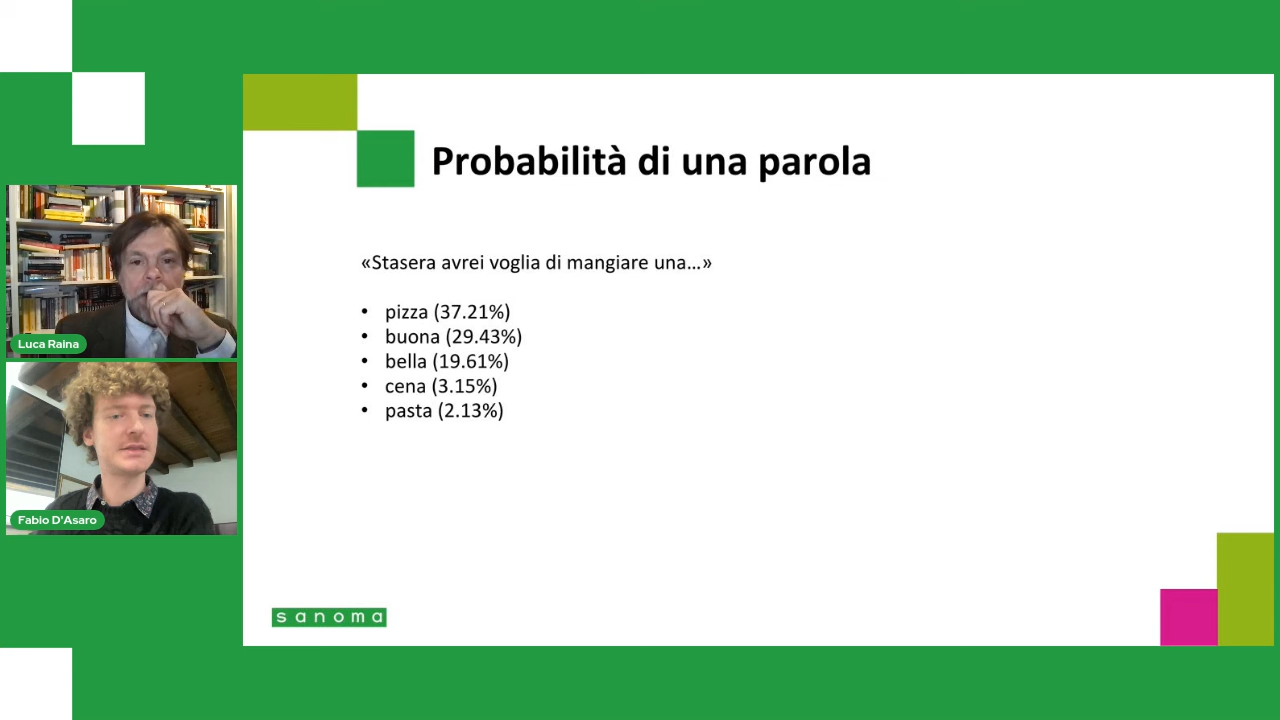 Probabilità di una parola
«Stasera avrei voglia di mangiare una…»
• pizza (37.21%)
• buona (29.43%)
• bella (19.61%)
• cena (3.15%)
• pasta (2.13%)
Luca Raina
Fabio D'Asaro
sanoma